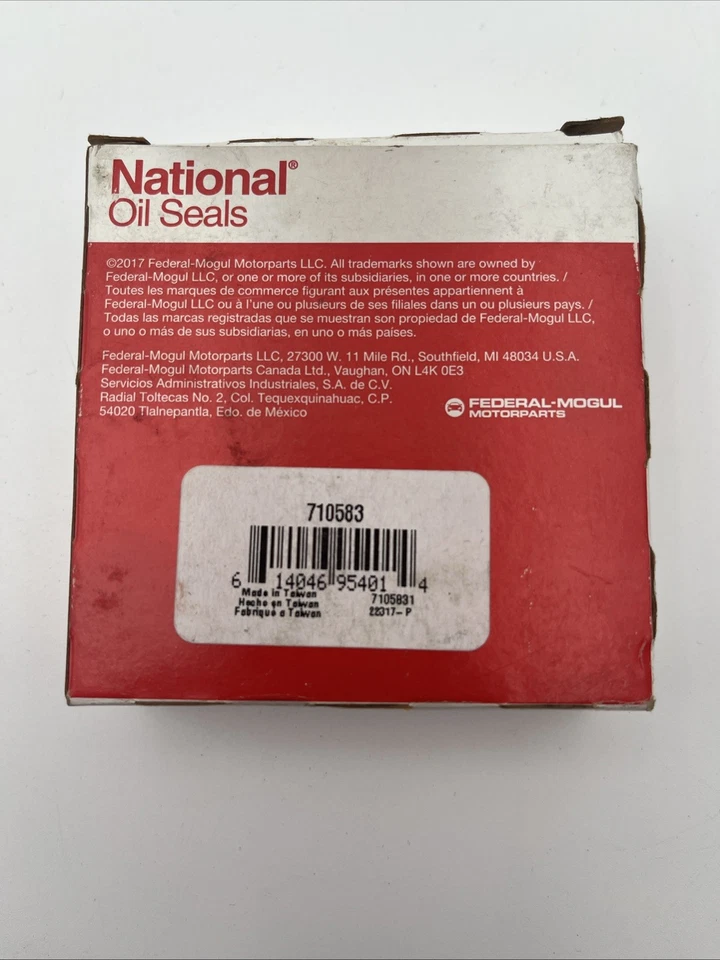 National®
Oil Seals
©2017 Federal-Mogul Motorparts LLC. All trademarks shown are owned by
Federal-Mogul LLC, or one or more of its subsidiaries, in one or more countries. /
Toutes les marques de commerce figurant aux présentes appartiennent à
Federal-Mogul LLC ou à l'une ou plusieurs de ses filiales dans un ou plusieurs pays. /
Todas las marcas registradas que se muestran son propiedad de Federal-Mogul LLC,
o uno o más de sus subsidiarias, en uno o más países.
Federal-Mogul Motorparts LLC, 27300 W. 11 Mile Rd., Southfield, MI 48034 U.S.A.
Federal-Mogul Motorparts Canada Ltd., Vaughan, ON L4K 0E3
Servicios Administrativos Industriales, S.A. de C.V.
Radial Toltecas No. 2, Col. Tequexquinahuac, C.P.
54020 Tlalnepantla, Edo. de México
FEDERAL-MOGUL
MOTORPARTS
710583
6 14046 95401 4
Made in Taiwan
Hecho en Taiwan
Fabrique a Taiwan
7105831
22317-P